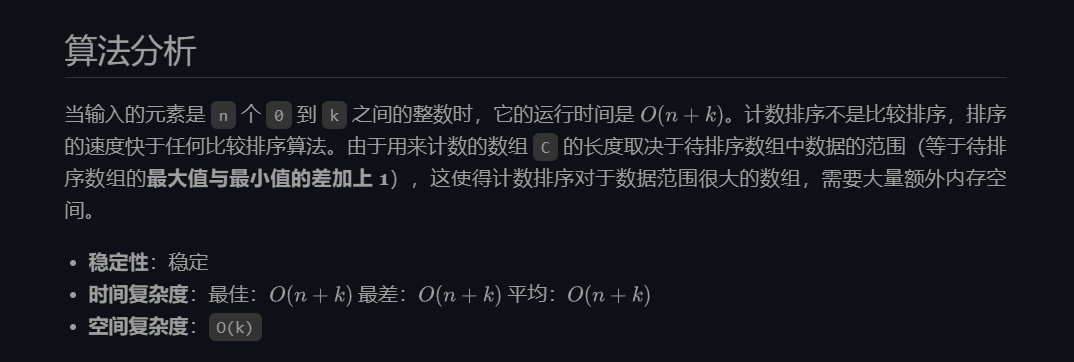 算法分析
当输入的元素是 n 个 0 到 k 之间的整数时，它的运行时间是 O(n + k)。计数排序不是比较排序，排序
的速度快于任何比较排序算法。由于用来计数的数组 C 的长度取决于待排序数组中数据的范围（等于待排
序数组的最大值与最小值的差加上 1），这使得计数排序对于数据范围很大的数组，需要大量额外内存空
间。
• 稳定性：稳定
• 时间复杂度：最佳：O(n + k) 最差：O(n + k) 平均：O(n + k)
• 空间复杂度：O(k)